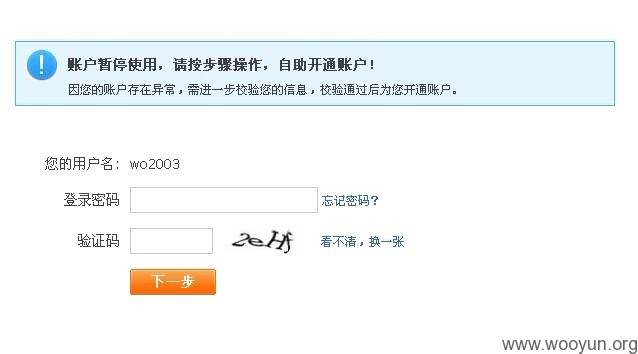 账户暂停使用，请按步骤操作，自助开通账户！
因您的账户存在异常，需进一步校验您的信息，校验通过后为您开通账户。
您的用户名： wo2003
登录密码 忘记密码？
验证码 2eHf 看不清，换一张
下一步
www.wooyun.org